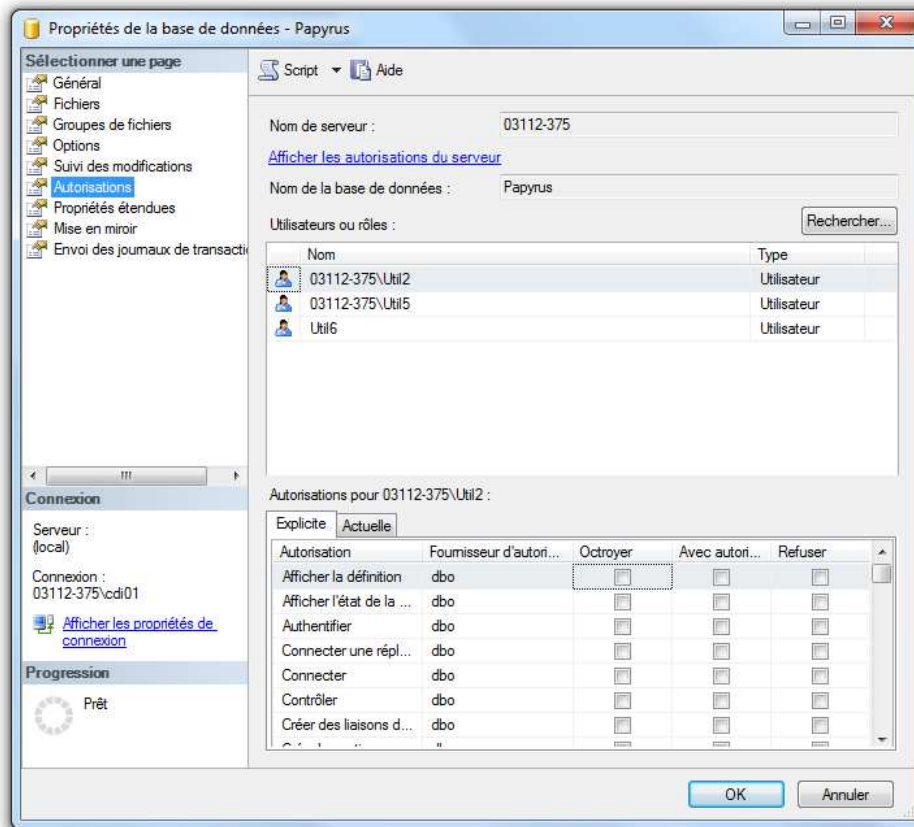 Propriétés de la base de données - Papyrus
Sélectionner une page
Général
Fichiers
Groupes de fichiers
Options
Suivi des modifications
Autorisations
Propriétés étendues
Mise en miroir
Envoi des journaux de transacti
Connexion
Serveur :
(local)
Connexion :
03112-375\cdi01
Afficher les propriétés de
connexion
Progression
Prêt
Script Aide
Nom de serveur : 03112-375
Afficher les autorisations du serveur
Nom de la base de données : Papyrus
Utilisateurs ou rôles : Rechercher...
Nom Type
03112-375\Util2 Utilisateur
03112-375\Util5 Utilisateur
Util6 Utilisateur
Autorisations pour 03112-375\Util2 :
Explicite Actuelle
Autorisation Fournisseur d'autori... Octroyer Avec autori... Refuser
Afficher la définition dbo
Afficher l'état de la ... dbo
Authentifier dbo
Connecter une répl... dbo
Connecter dbo
Contrôler dbo
Créer des liaisons d... dbo
OK Annuler